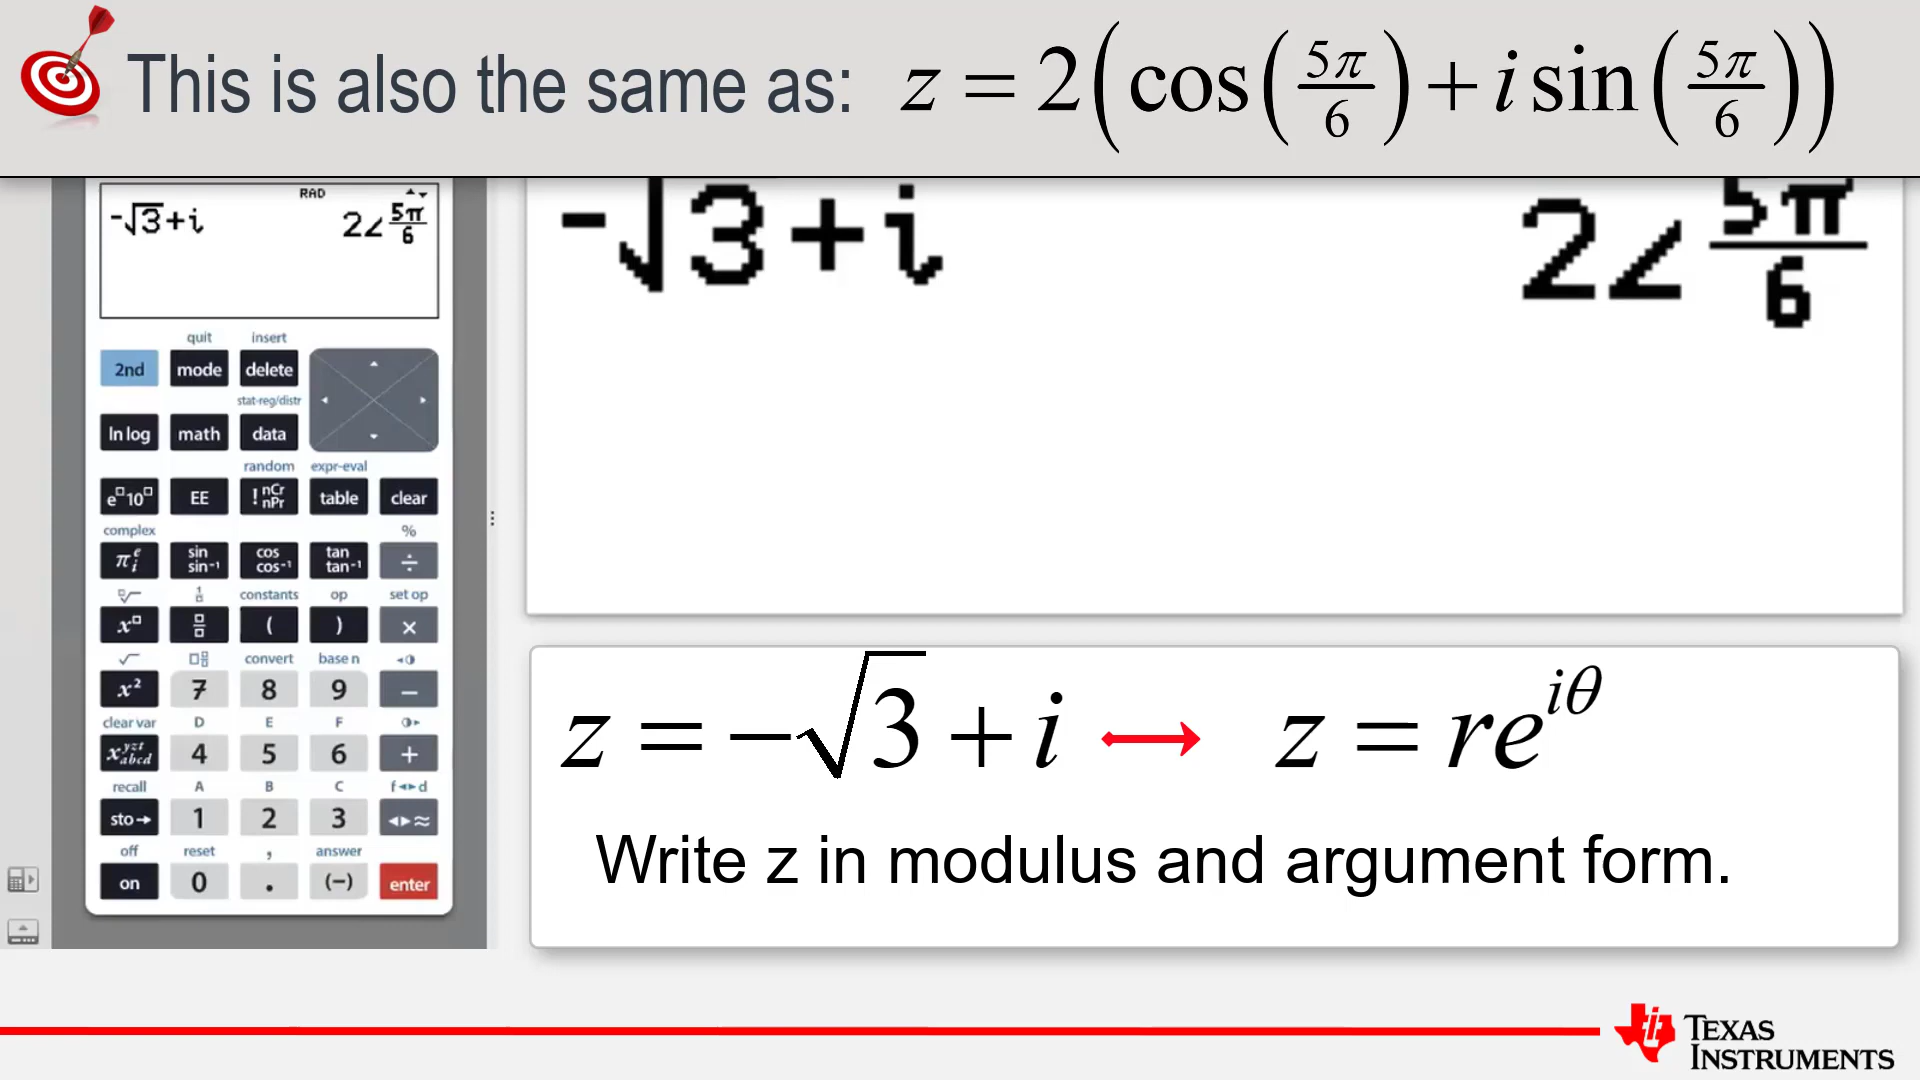 This is also the same as: z = 2(cos(5π/6) + i sin(5π/6))
RAD
-√3+i 2∠5π/6
-√3+i 2∠5π/6
quit insert
2nd mode delete
stat-reg/distr
ln log math data
random expr-eval
e□10□ EE ! nCr nPr table clear
complex %
π e i sin sin-1 cos cos-1 tan tan-1 ÷
□√ 1/□ constants op set op
x□ □/□ ( ) ×
√ □□/□ convert base n ◂◑
x² 7 8 9 −
clear var D E F ◑▸
x yzt abcd 4 5 6 +
recall A B C f◂▸d
sto→ 1 2 3 ◂▸≈
off reset , answer
on 0 . (−) enter
z = −√3 + i ↔ z = re^{iθ}
Write z in modulus and argument form.
TEXAS
INSTRUMENTS